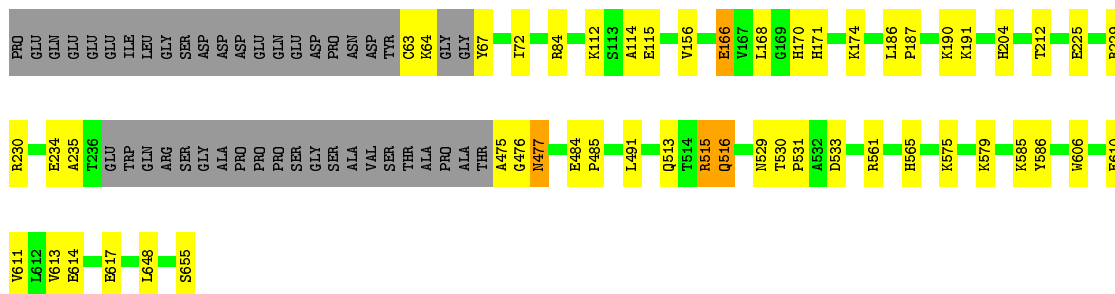 PRO GLU GLN GLU GLU GLU ILE LEU GLY SER ASP ASP ASP GLU GLN GLU ASP PRO ASN ASP TYR C63 K64 GLY GLY Y67 I72 R84 K112 S113 A114 E115 V156 E166 V167 L168 G169 H170 H171 K174 L186 P187 K190 K191 H204 T212 E225
R230 E234 A235 T236 GLU TRP GLN ARG SER GLY ALA PRO PRO PRO SER GLY SER ALA VAL SER THR ALA PRO ALA THR A475 G476 N477 E484 P485 L491 Q513 T514 R515 Q516 N529 T530 P531 A532 D533 R561 H565 K575 K579 K585 Y586 W606
V611 L612 V613 E614 E617 L648 S655